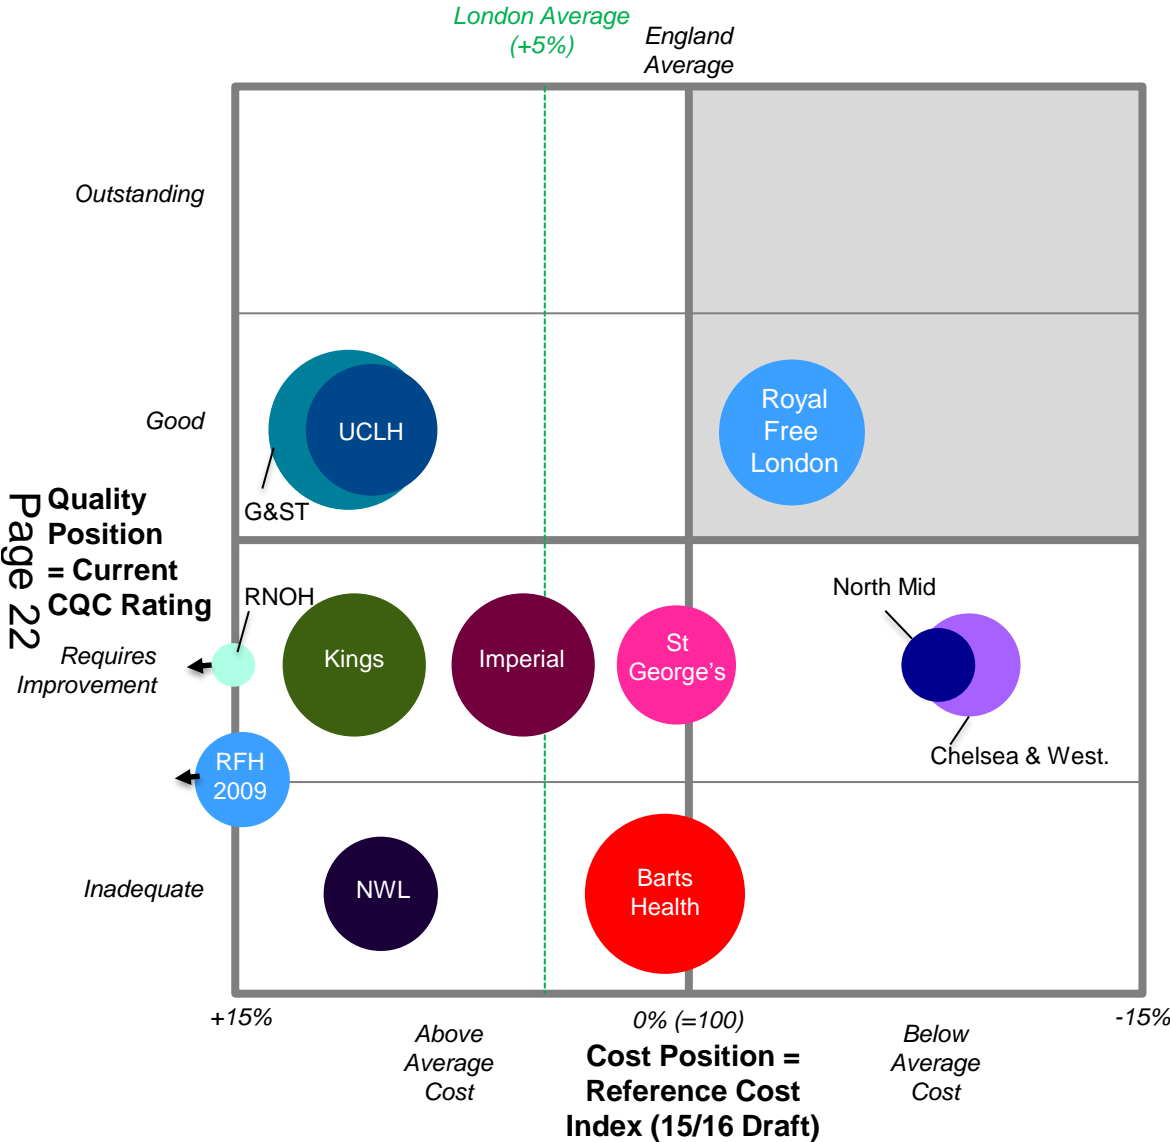 London Average
(+5%)
England
Average
Outstanding
Good
UCLH
Royal
Free
London
G&ST
Quality
Position
= Current
CQC Rating
Page 22
RNOH
North Mid
Requires
Improvement
Kings
Imperial
St
George’s
Chelsea & West.
RFH
2009
Inadequate
NWL
Barts
Health
+15%
0% (=100)
-15%
Above
Average
Cost
Below
Average
Cost
Cost Position =
Reference Cost
Index (15/16 Draft)